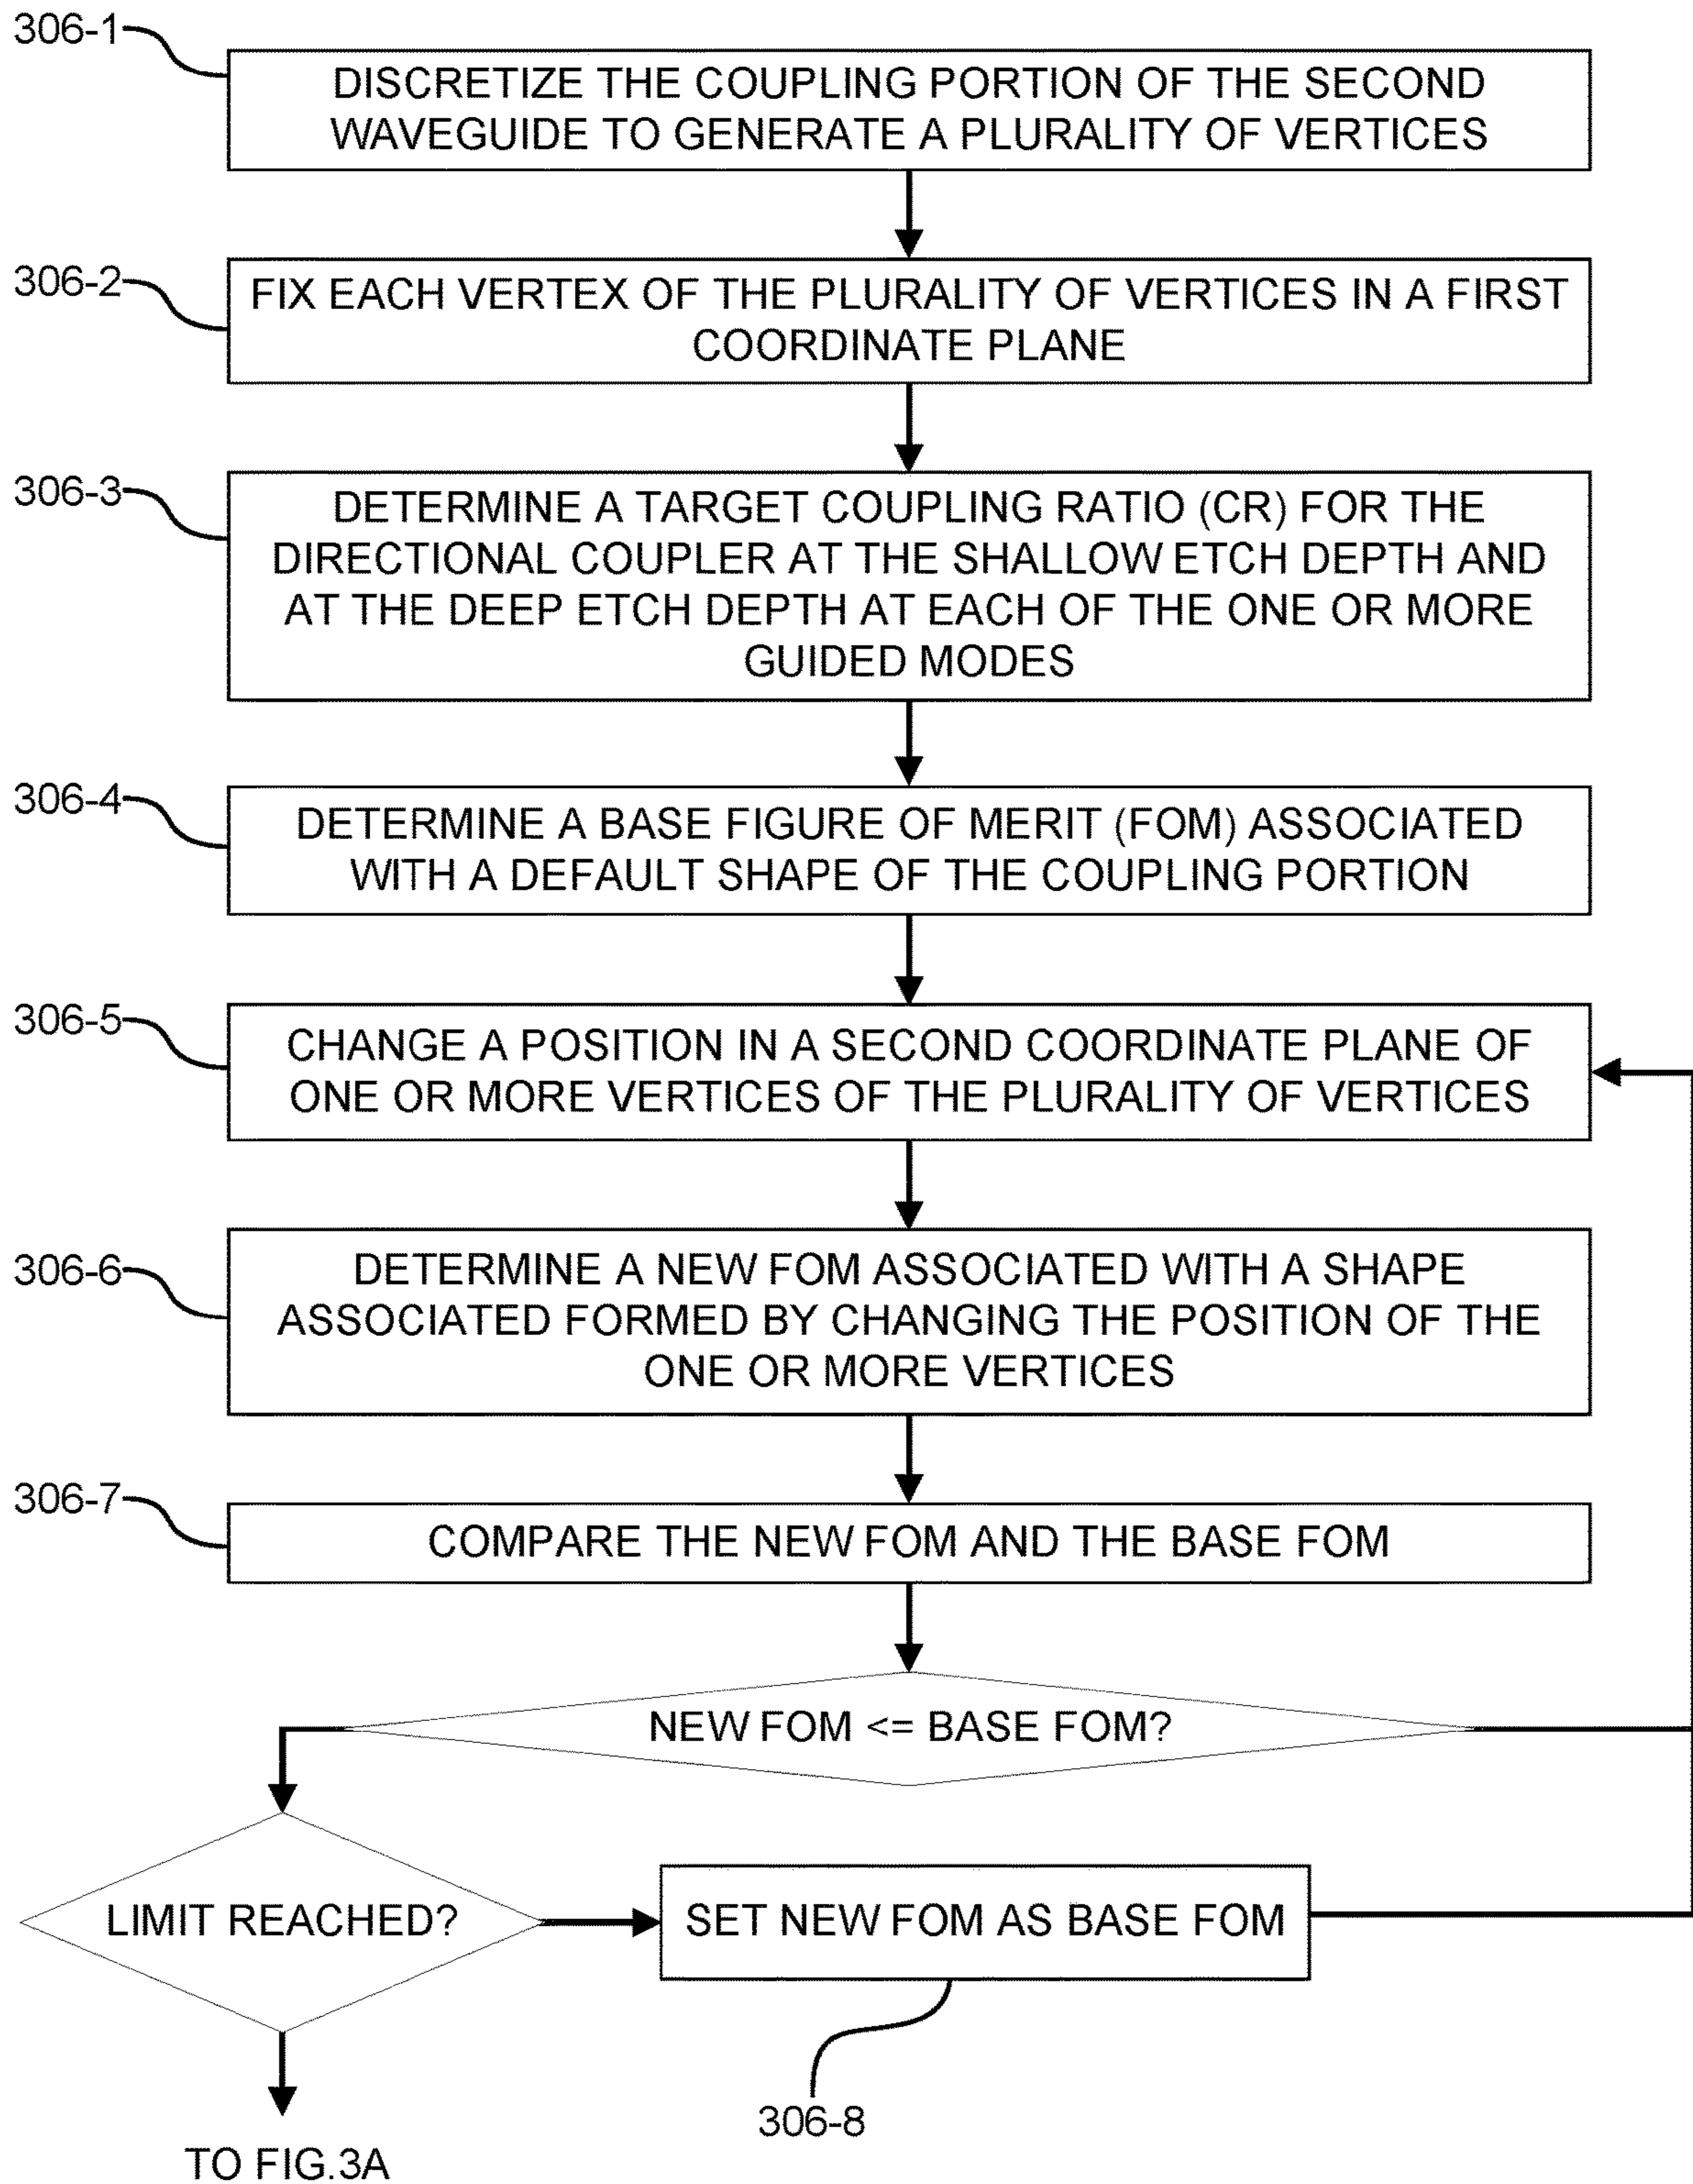 306-1
DISCRETIZE THE COUPLING PORTION OF THE SECOND
WAVEGUIDE TO GENERATE A PLURALITY OF VERTICES
306-2
FIX EACH VERTEX OF THE PLURALITY OF VERTICES IN A FIRST
COORDINATE PLANE
306-3
DETERMINE A TARGET COUPLING RATIO (CR) FOR THE
DIRECTIONAL COUPLER AT THE SHALLOW ETCH DEPTH AND
AT THE DEEP ETCH DEPTH AT EACH OF THE ONE OR MORE
GUIDED MODES
306-4
DETERMINE A BASE FIGURE OF MERIT (FOM) ASSOCIATED
WITH A DEFAULT SHAPE OF THE COUPLING PORTION
306-5
CHANGE A POSITION IN A SECOND COORDINATE PLANE OF
ONE OR MORE VERTICES OF THE PLURALITY OF VERTICES
306-6
DETERMINE A NEW FOM ASSOCIATED WITH A SHAPE
ASSOCIATED FORMED BY CHANGING THE POSITION OF THE
ONE OR MORE VERTICES
306-7
COMPARE THE NEW FOM AND THE BASE FOM
NEW FOM <= BASE FOM?
LIMIT REACHED?
SET NEW FOM AS BASE FOM
306-8
TO FIG.3A